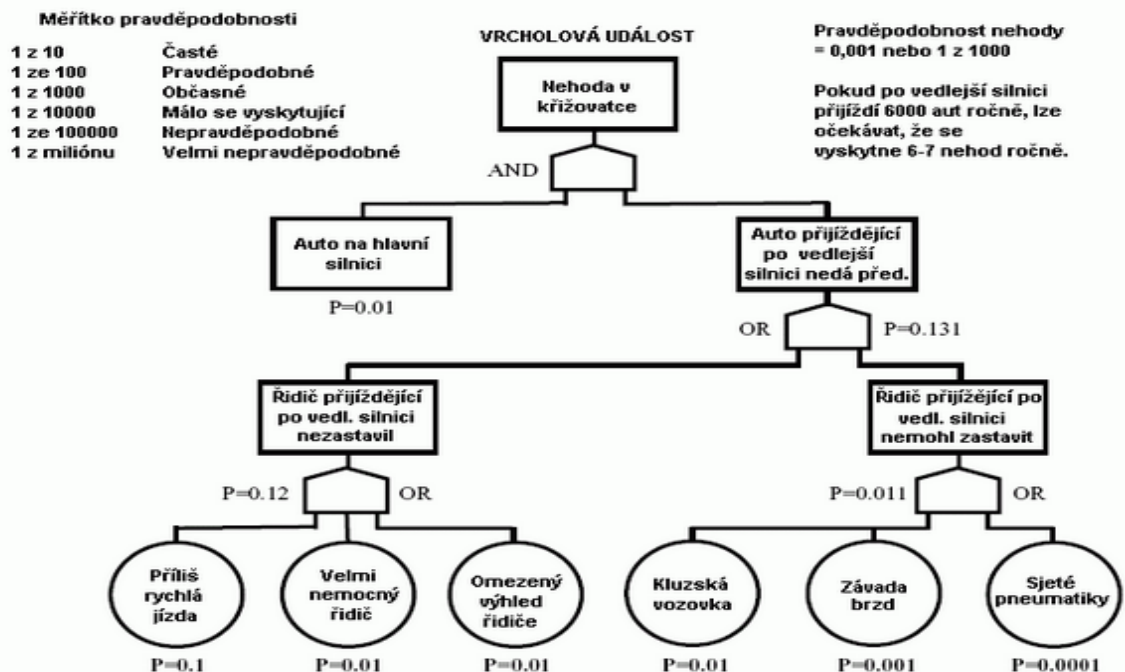 Měřítko pravděpodobnosti
1 z 10 Časté
1 ze 100 Pravděpodobné
1 z 1000 Občasné
1 z 10000 Málo se vyskytující
1 ze 100000 Nepravděpodobné
1 z miliónu Velmi nepravděpodobné
VRCHOLOVÁ UDÁLOST
Nehoda v
křižovatce
Pravděpodobnost nehody
= 0,001 nebo 1 z 1000
Pokud po vedlejší silnici
přijíždí 6000 aut ročně, lze
očekávat, že se
vyskytne 6-7 nehod ročně.
AND
Auto na hlavní
silnici
P=0.01
Auto přijíždějící
po vedlejší
silnici nedá před.
OR
P=0.131
Řidič přijíždějící
po vedl. silnici
nezastavil
Řidič přijížějící po
vedl. silnici
nemohl zastavit
P=0.12
OR
P=0.011
OR
Příliš
rychlá
jízda
Velmi
nemocný
řidič
Omezený
výhled
řidiče
Kluzská
vozovka
Závada
brzd
Sjeté
pneumatiky
P=0.1
P=0.01
P=0.01
P=0.01
P=0.001
P=0.0001